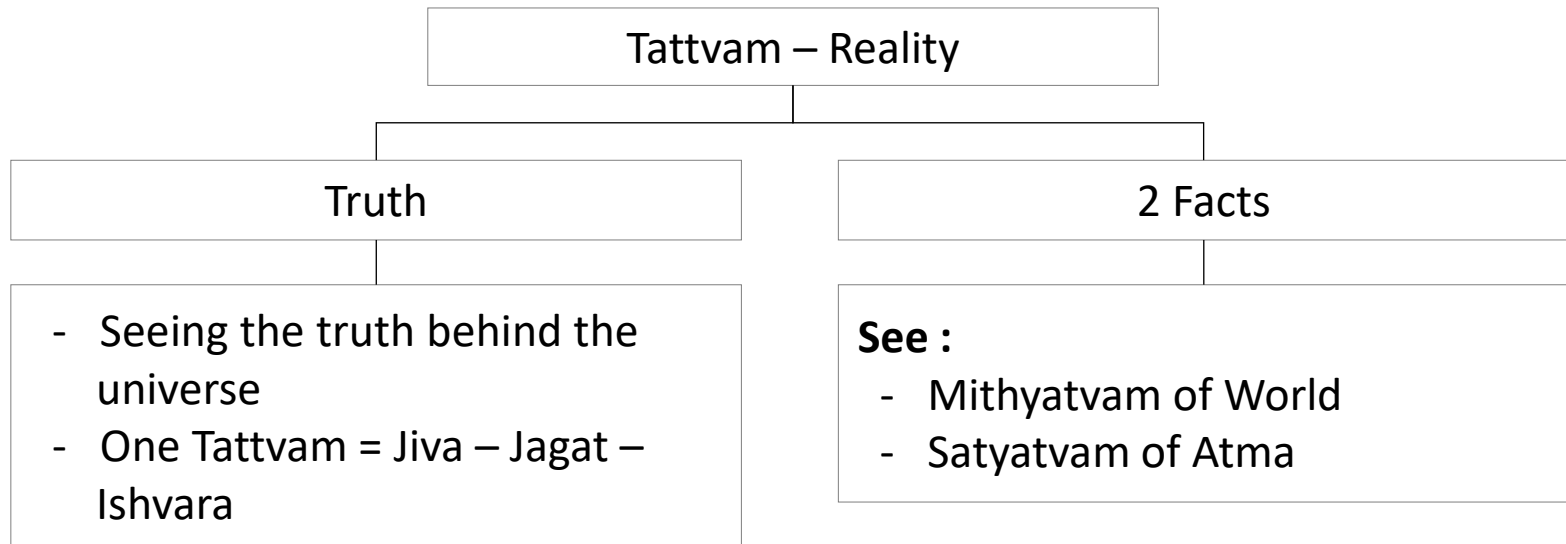 Tattvam – Reality
Truth
- Seeing the truth behind the
universe
- One Tattvam = Jiva – Jagat –
Ishvara
2 Facts
See :
- Mithyatvam of World
- Satyatvam of Atma